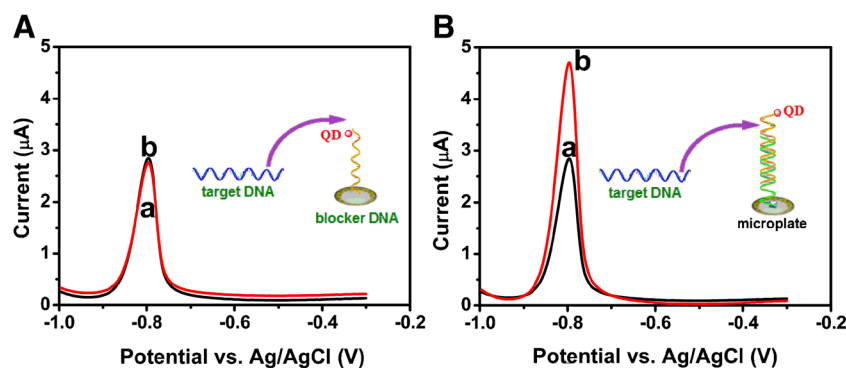 A
5
4
3
2
1
0
Current (μA)
b
a
QD
target DNA
blocker DNA
-1.0
-0.8
-0.6
-0.4
-0.2
Potential vs. Ag/AgCl (V)
B
5
4
3
2
1
0
Current (μA)
b
a
QD
target DNA
microplate
-1.0
-0.8
-0.6
-0.4
-0.2
Potential vs. Ag/AgCl (V)